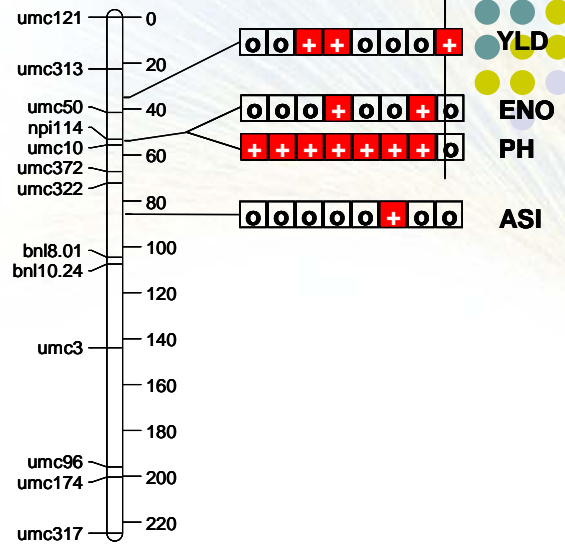 umc121
umc313
umc50
npi114
umc10
umc372
umc322
bnl8.01
bnl10.24
umc3
umc96
umc174
umc317
0
20
40
60
80
100
120
140
160
180
200
220
o o + + o o o + YLD
o o o + o o + o ENO
+ + + + + + + o PH
o o o o o + o o ASI